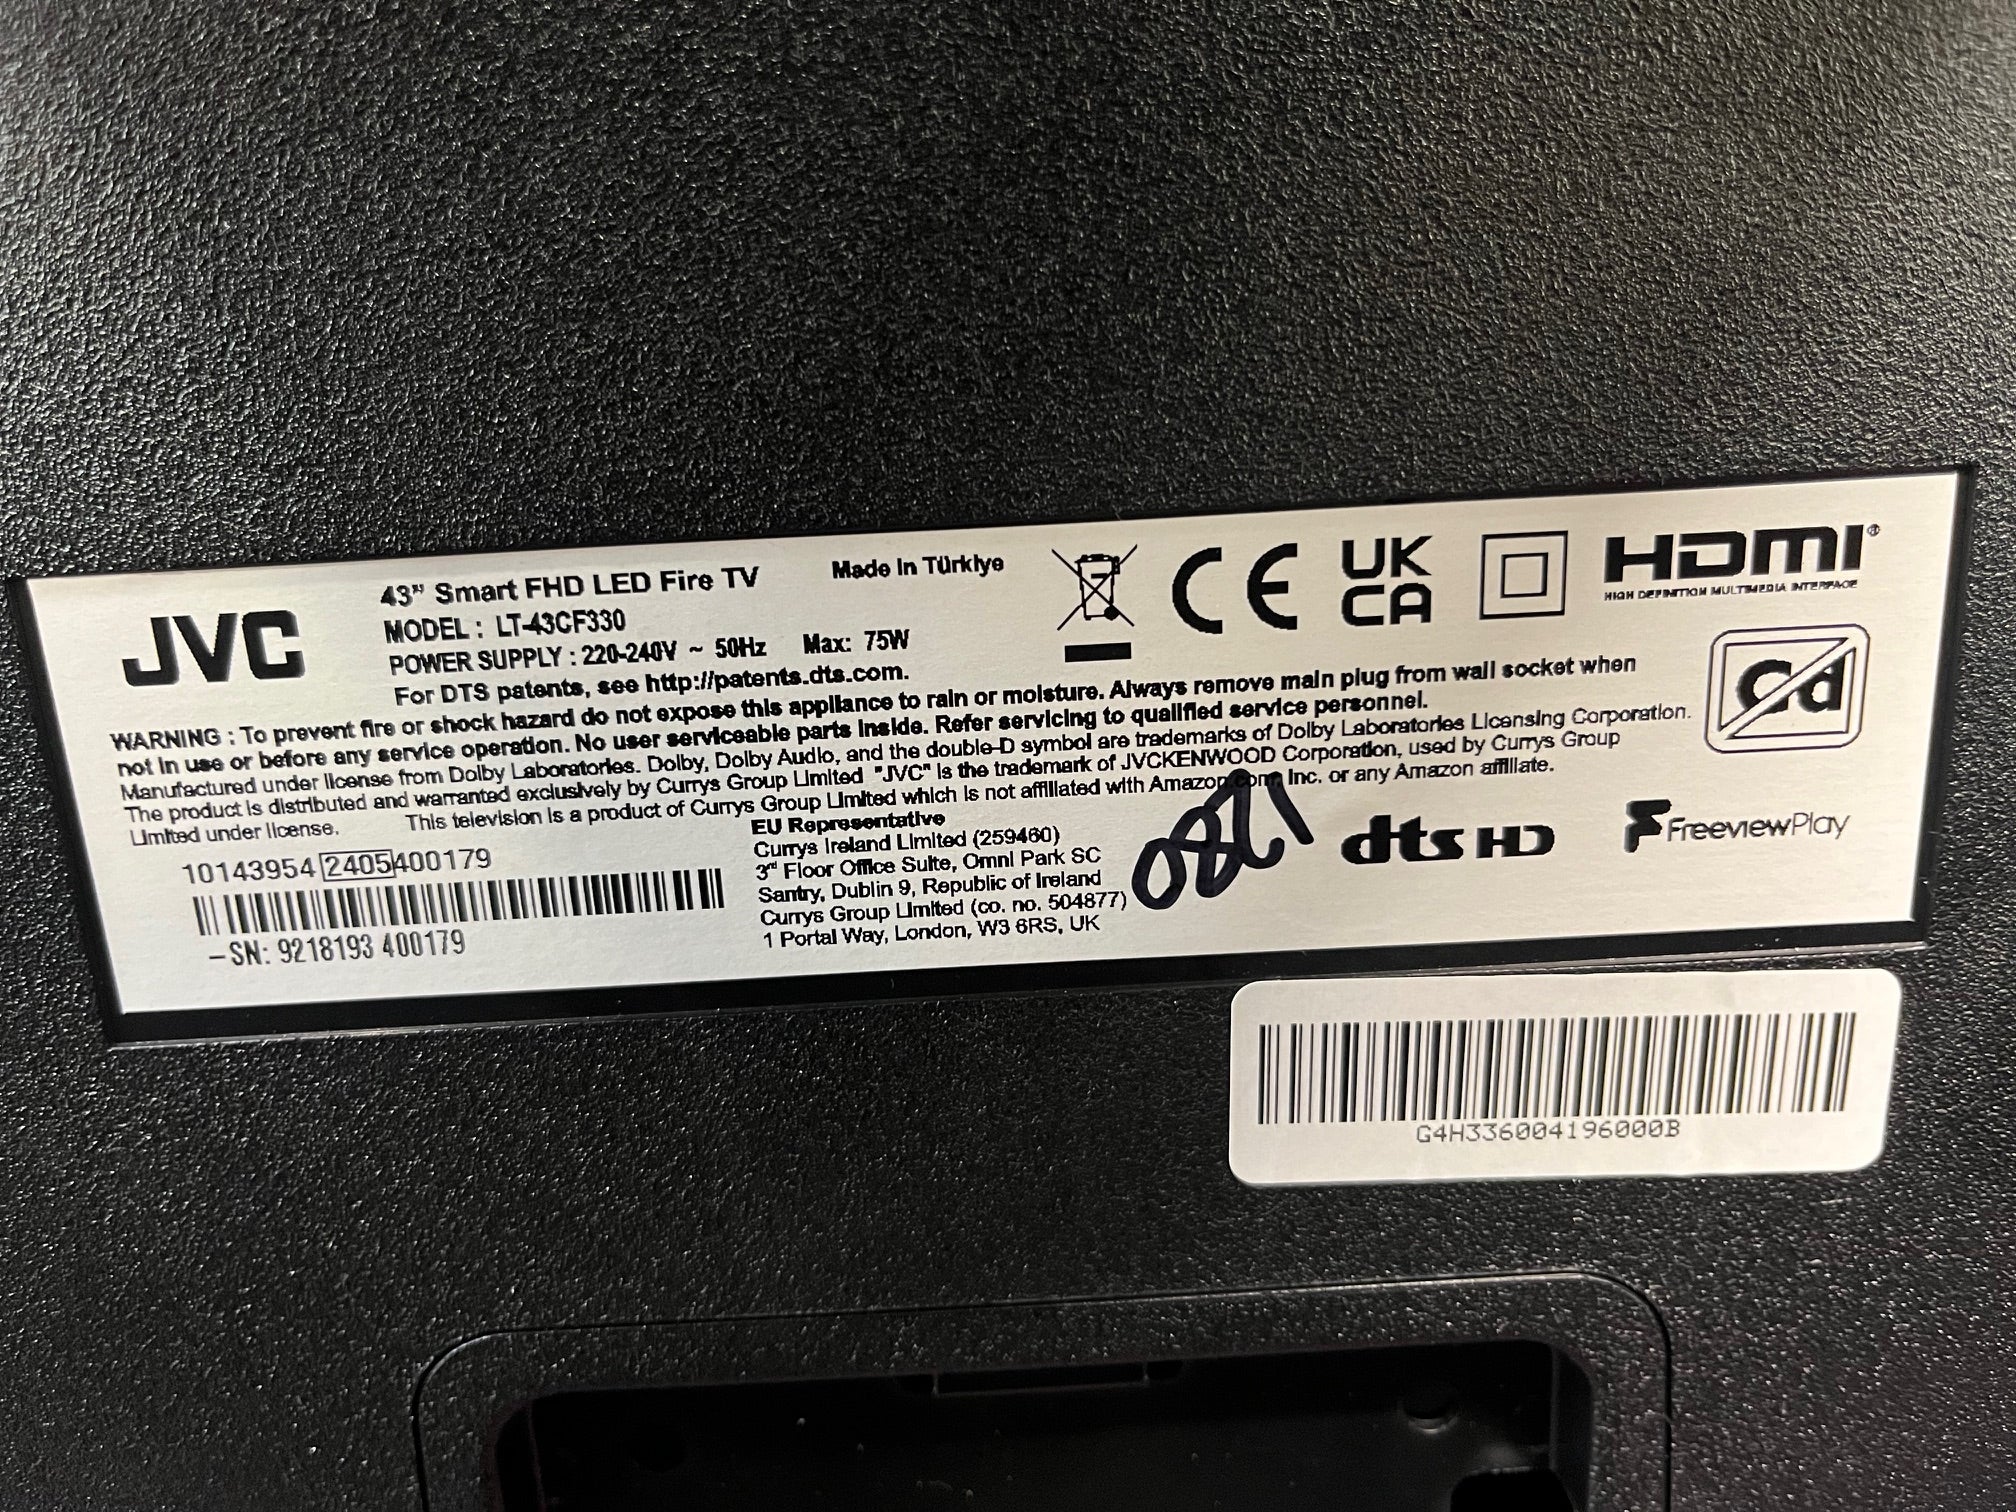 JVC
43" Smart FHD LED Fire TV
Made in Türkiye
MODEL : LT-43CF330
POWER SUPPLY : 220-240V ~ 50Hz Max: 75W
For DTS patents, see http://patents.dts.com.
CE
UK
CA
HDMI®
HIGH DEFINITION MULTIMEDIA INTERFACE
Cd
WARNING : To prevent fire or shock hazard do not expose this appliance to rain or moisture. Always remove main plug from wall socket when
not in use or before any service operation. No user serviceable parts inside. Refer servicing to qualified service personnel.
Manufactured under license from Dolby Laboratories. Dolby, Dolby Audio, and the double-D symbol are trademarks of Dolby Laboratories Licensing Corporation.
The product is distributed and warranted exclusively by Currys Group Limited "JVC" is the trademark of JVCKENWOOD Corporation, used by Currys Group
Limited under license. This television is a product of Currys Group Limited which is not affiliated with Amazon.com, Inc. or any Amazon affiliate.
10143954 2405 400179
-SN: 9218193 400179
EU Representative
Currys Ireland Limited (259460)
3rd Floor Office Suite, Omni Park SC
Santry, Dublin 9, Republic of Ireland
Currys Group Limited (co. no. 504877)
1 Portal Way, London, W3 6RS, UK
dts HD
FreeviewPlay
G4H336004196000B